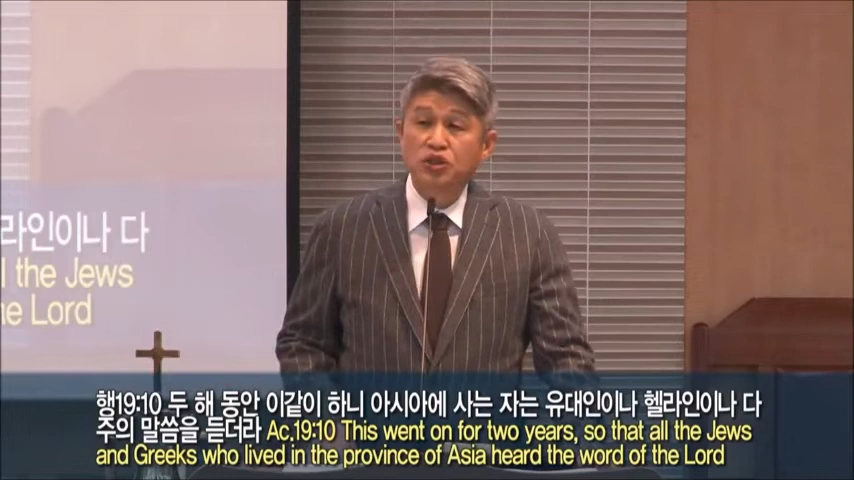 라인이나 다
l the Jews
he Lord
행19:10 두 해 동안 이같이 하니 아시아에 사는 자는 유대인이나 헬라인이나 다
주의 말씀을 듣더라 Ac.19:10 This went on for two years, so that all the Jews
and Greeks who lived in the province of Asia heard the word of the Lord